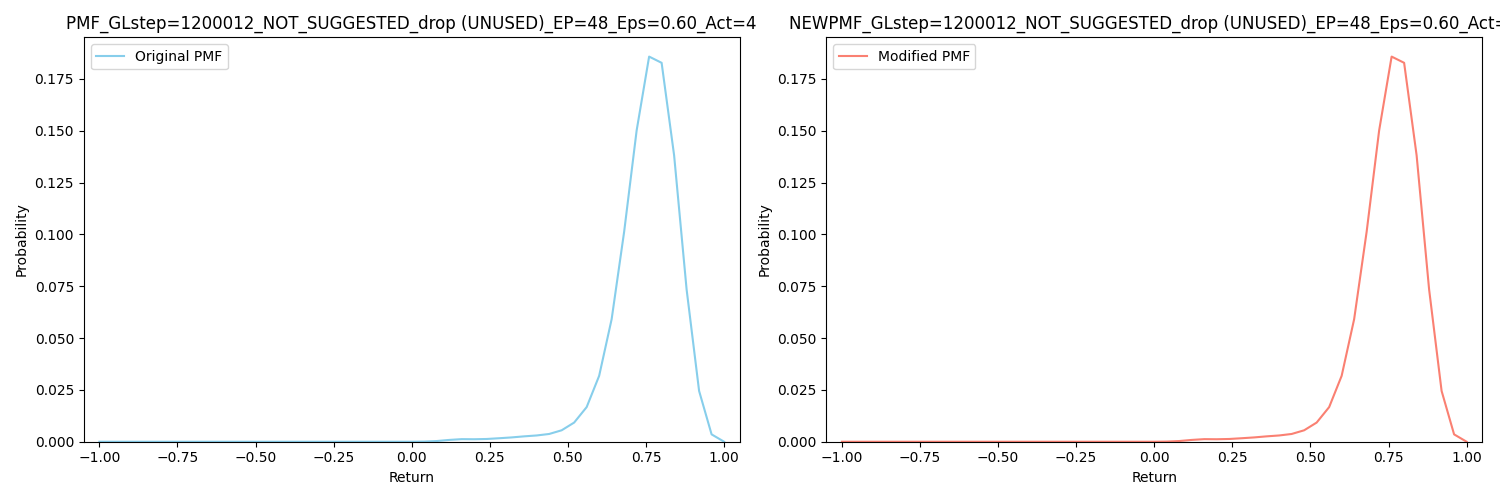 PMF_GLstep=1200012_NOT_SUGGESTED_drop (UNUSED)_EP=48_Eps=0.60_Act=4
Original PMF
0.175
0.150
0.125
0.100
0.075
0.050
0.025
0.000
Probability
−1.00 −0.75 −0.50 −0.25 0.00 0.25 0.50 0.75 1.00
Return
NEWPMF_GLstep=1200012_NOT_SUGGESTED_drop (UNUSED)_EP=48_Eps=0.60_Act=
Modified PMF
0.175
0.150
0.125
0.100
0.075
0.050
0.025
0.000
Probability
−1.00 −0.75 −0.50 −0.25 0.00 0.25 0.50 0.75 1.00
Return